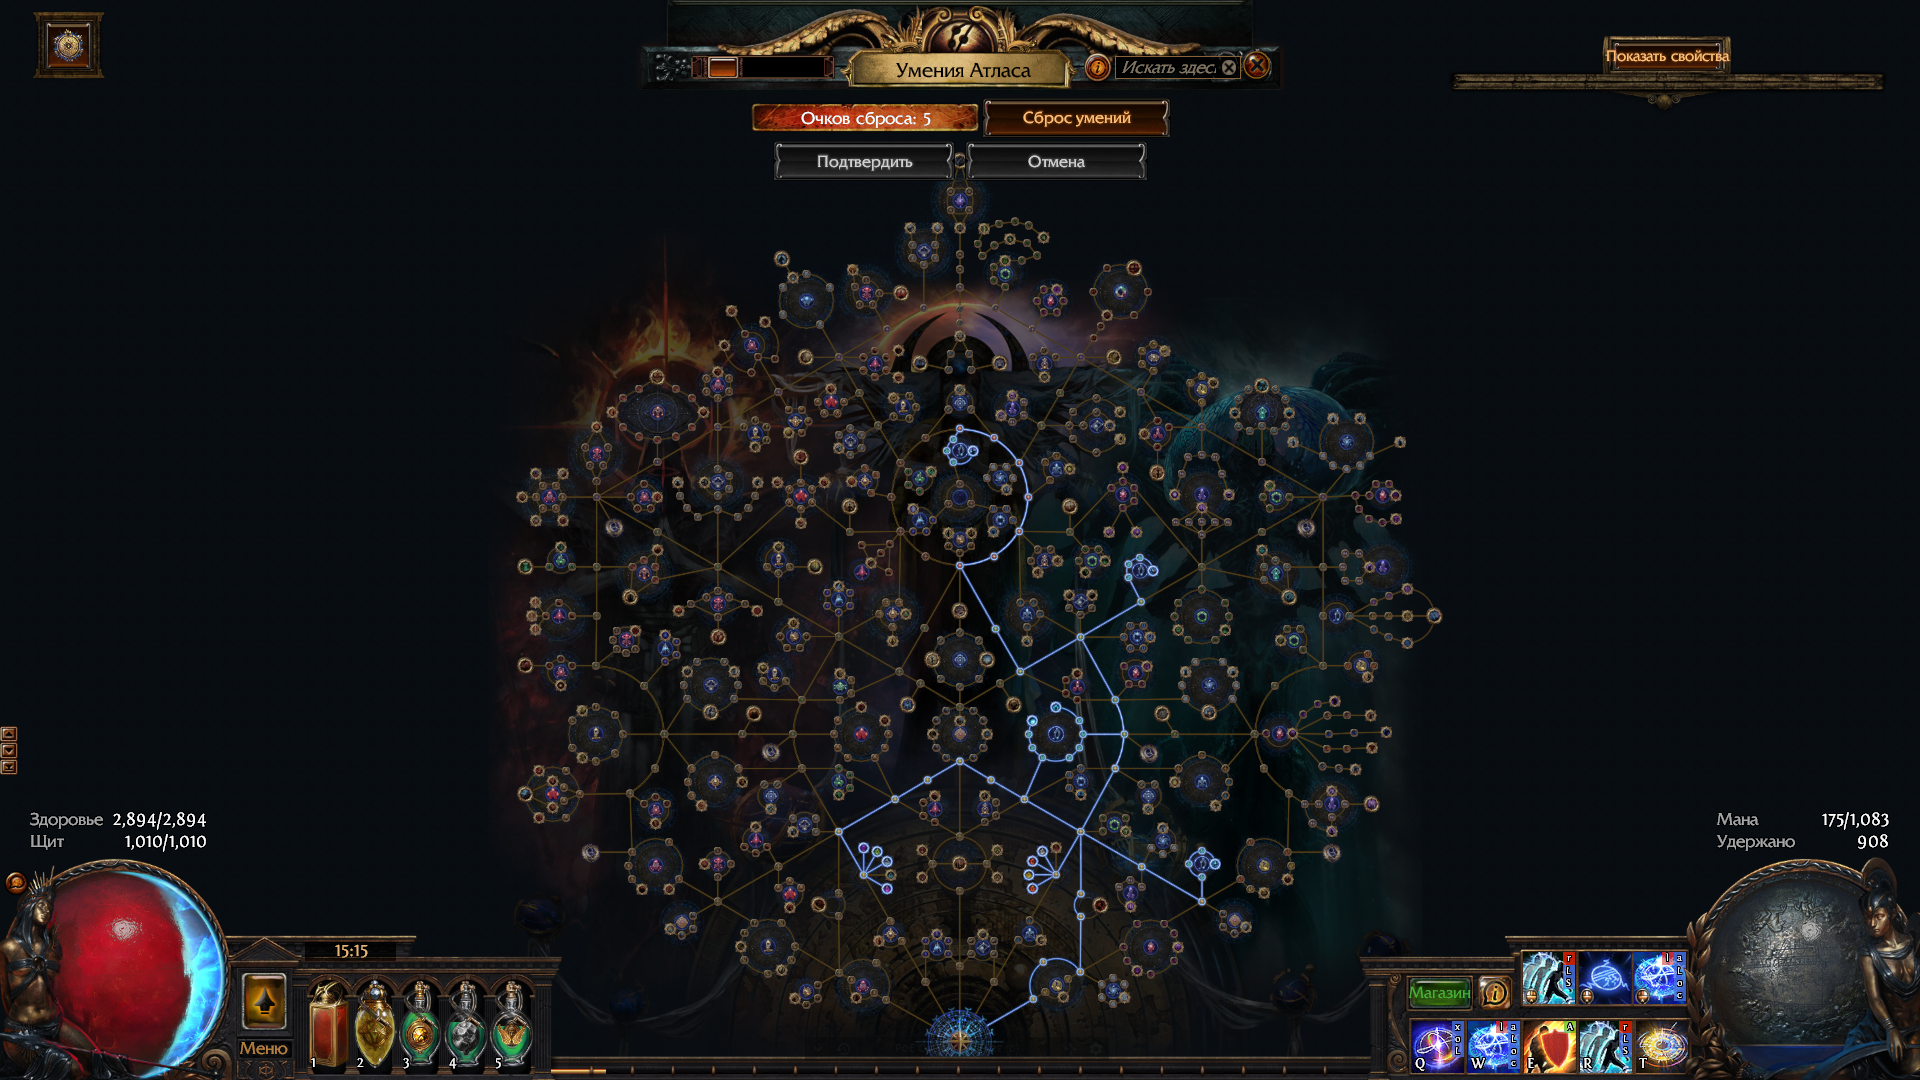 Умения Атласа
Искать здесь
Показать свойства
Очков сброса: 5
Сброс умений
Подтвердить
Отмена
Здоровье 2,894/2,894
Щит 1,010/1,010
Мана 175/1,083
Удержано 908
15:15
Меню
1 2 3 4 5
Магазин
Q W E R T